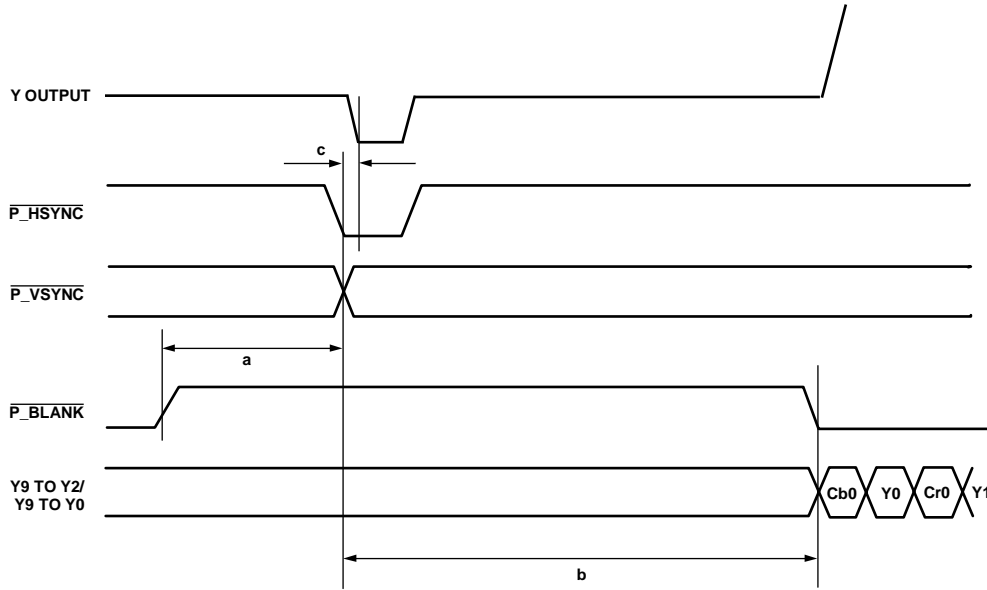 Y OUTPUT
c
P_HSYNC
P_VSYNC
a
P_BLANK
Y9 TO Y2/
Y9 TO Y0
Cb0 Y0 Cr0 Y1
b